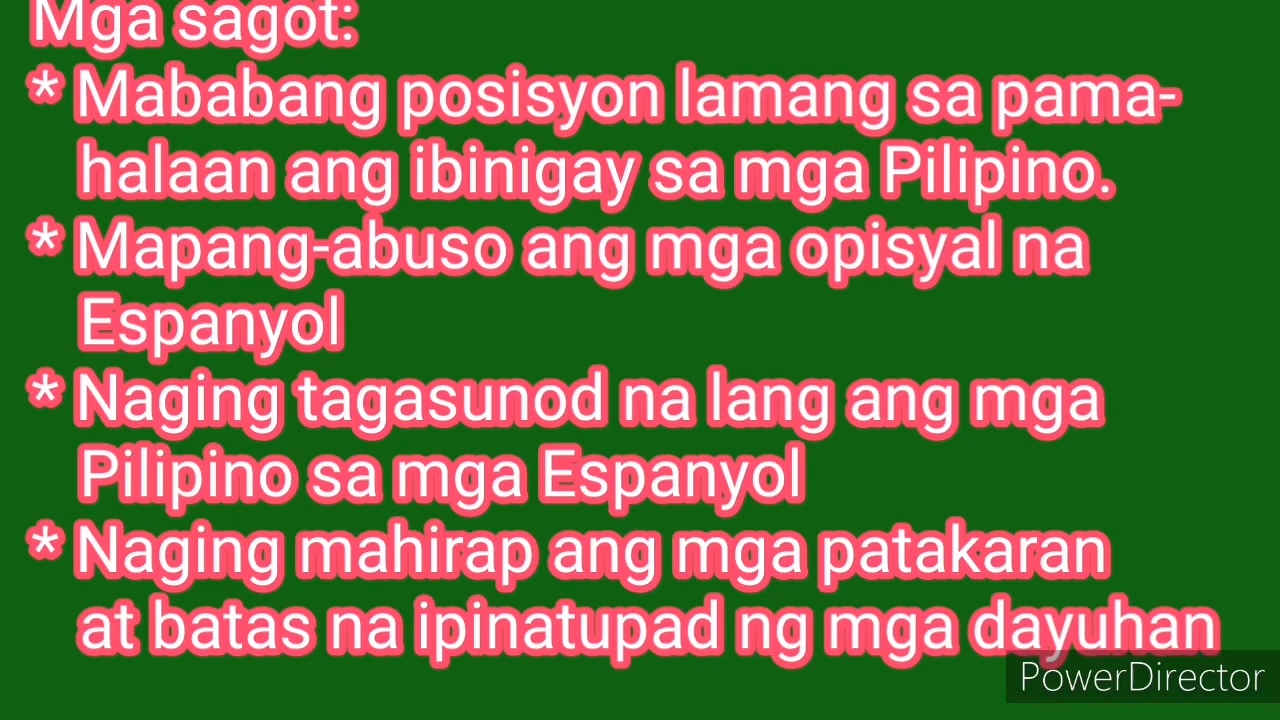 Mga sagot:
* Mababang posisyon lamang sa pama-
halaan ang ibinigay sa mga Pilipino.
* Mapang-abuso ang mga opisyal na
Espanyol
* Naging tagasunod na lang ang mga
Pilipino sa mga Espanyol
* Naging mahirap ang mga patakaran
at batas na ipinatupad ng mga dayuhan
PowerDirector